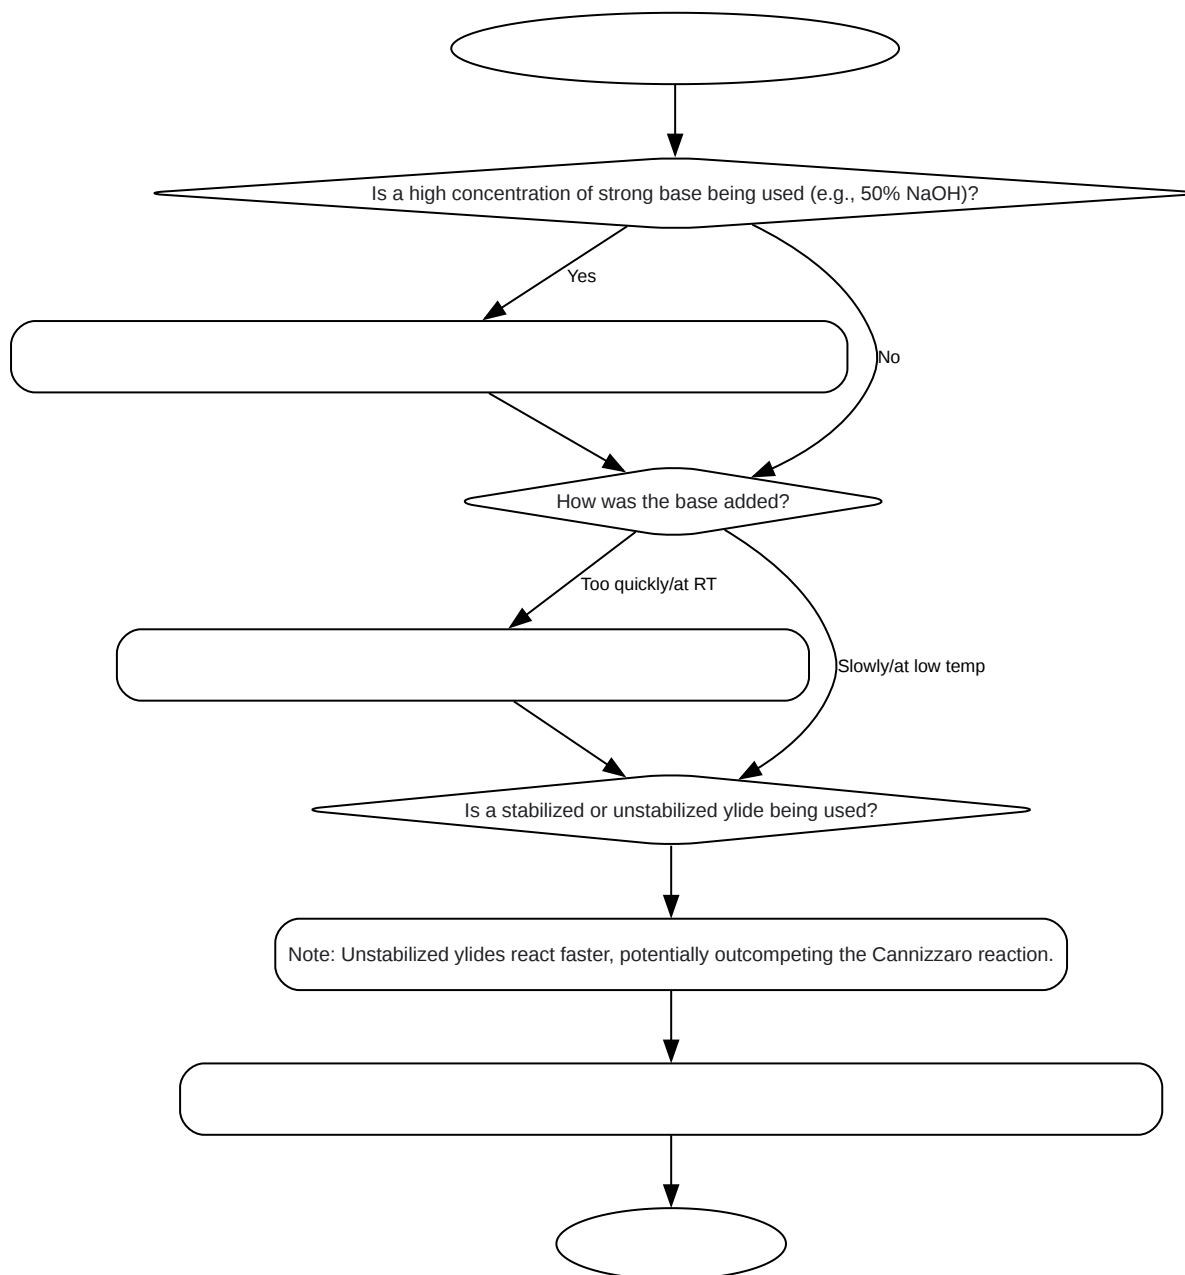 Is a high concentration of strong base being used (e.g., 50% NaOH)?
Yes
No
How was the base added?
Too quickly/at RT
Slowly/at low temp
Is a stabilized or unstabilized ylide being used?
Note: Unstabilized ylides react faster, potentially outcompeting the Cannizzaro reaction.